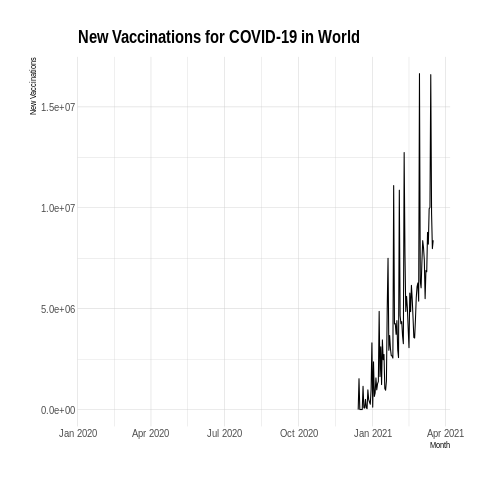 New Vaccinations for COVID-19 in World
New Vaccinations
1.5e+07
1.0e+07
5.0e+06
0.0e+00
Jan 2020 Apr 2020 Jul 2020 Oct 2020 Jan 2021 Apr 2021
Month